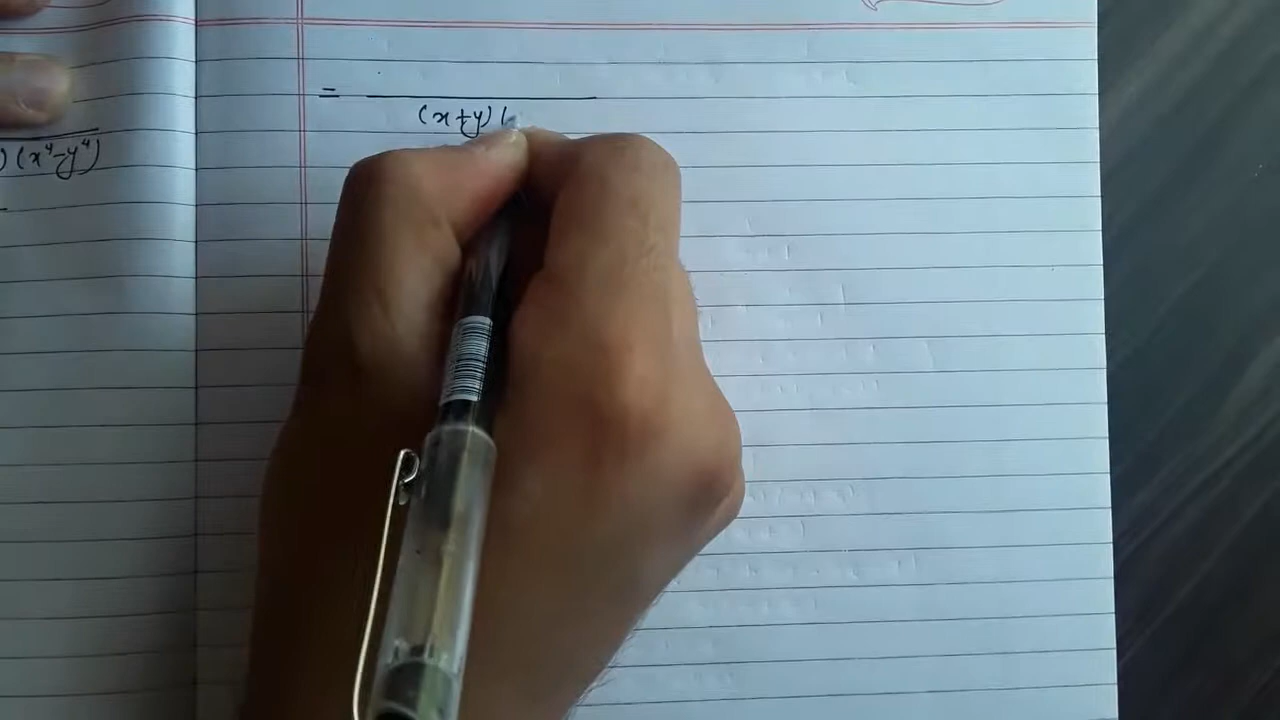 )(x⁴-y⁴)
=
(x+y)(